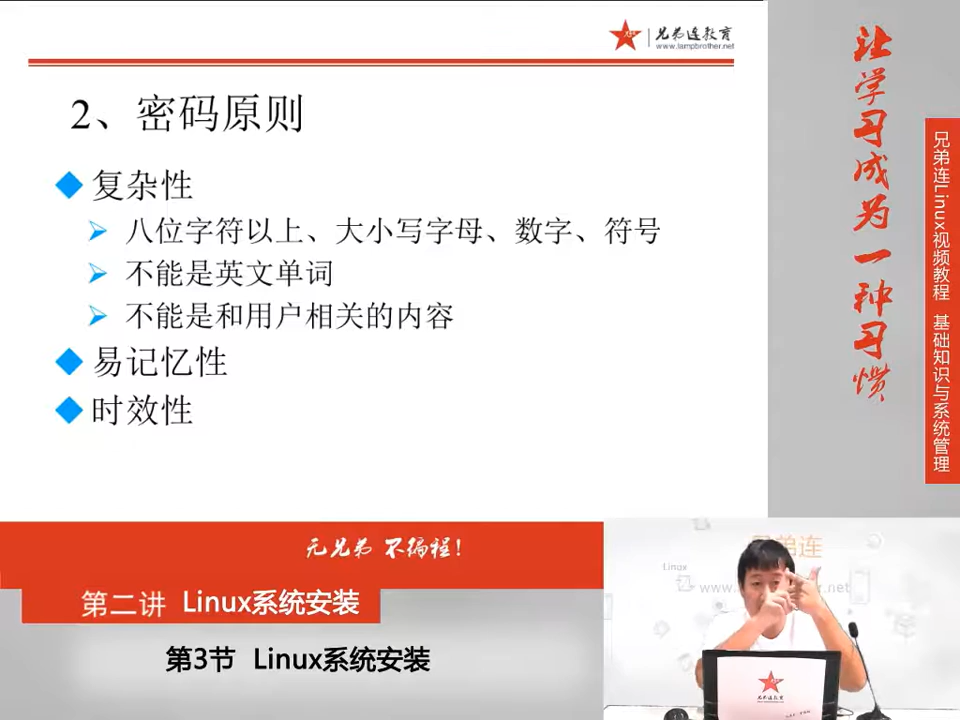 兄弟连教育
www.lampbrother.net
2、密码原则
复杂性
八位字符以上、大小写字母、数字、符号
不能是英文单词
不能是和用户相关的内容
易记忆性
时效性
让学习成为一种习惯
兄弟连Linux视频教程 基础知识与系统管理
无兄弟 不编程!
第二讲 Linux系统安装
第3节 Linux系统安装
兄弟连
Linux
www.
.net
兄弟连教育